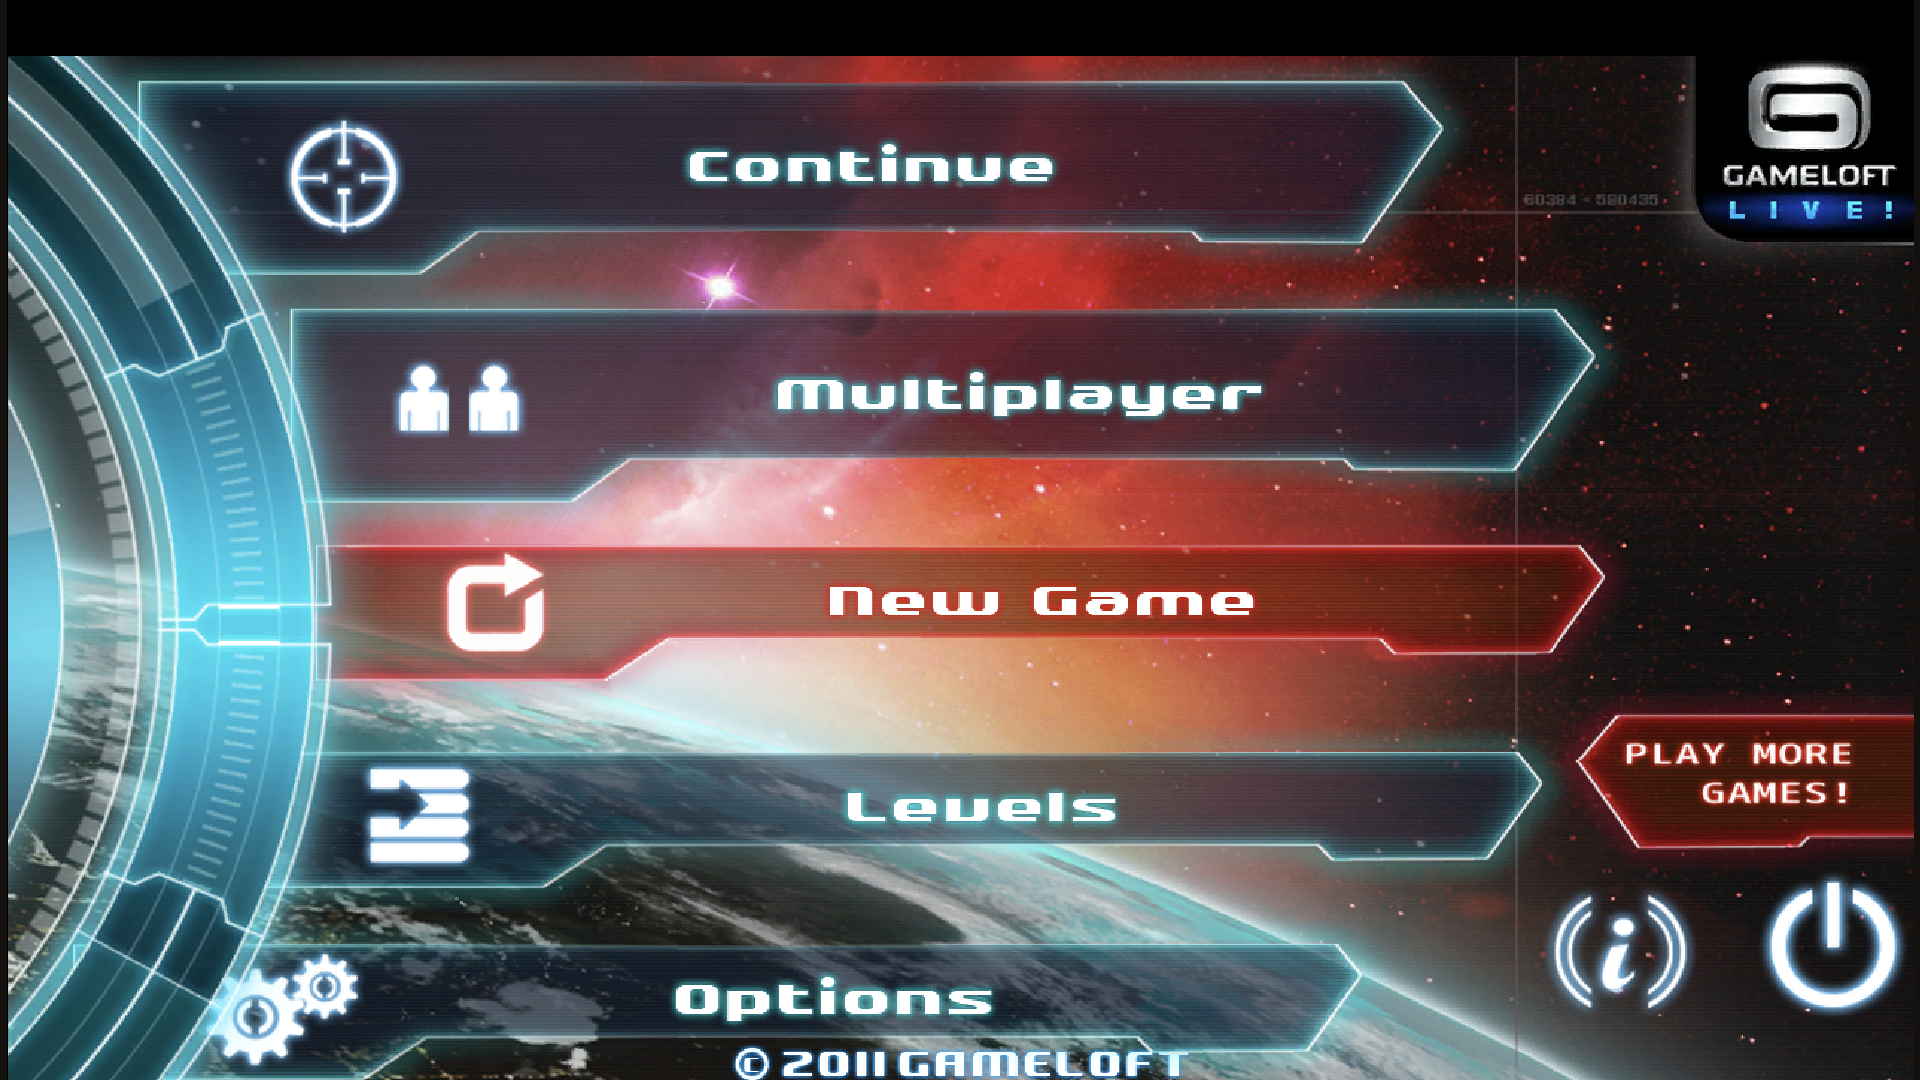 Continue
GAMELOFT
LIVE!
60384 - 580435
Multiplayer
New Game
PLAY MORE
GAMES!
Levels
Options
© 2011 GAMELOFT